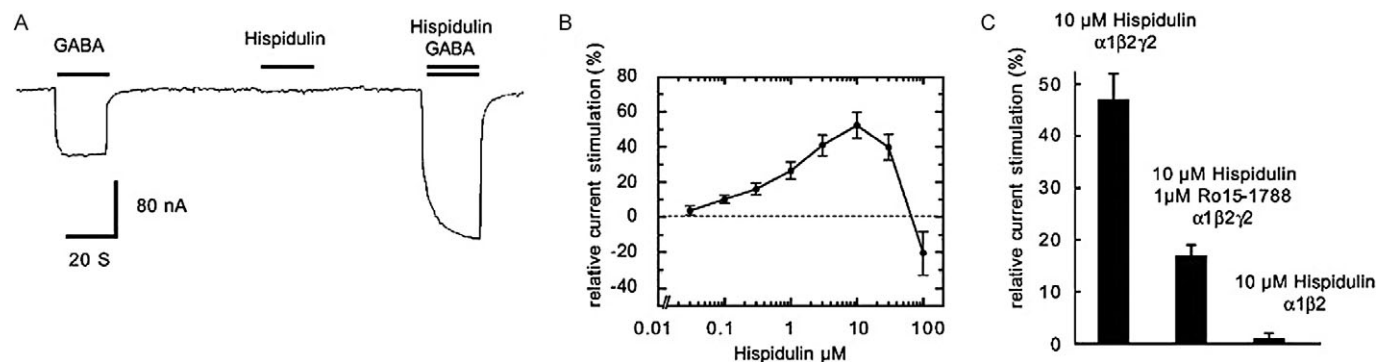 A
GABA
Hispidulin
Hispidulin
GABA
80 nA
20 S
B
relative current stimulation (%)
80
60
40
20
0
-20
-40
0.01
0.1
1
10
100
Hispidulin µM
C
relative current stimulation (%)
50
40
30
20
10
0
10 µM Hispidulin
α1β2γ2
10 µM Hispidulin
1µM Ro15-1788
α1β2γ2
10 µM Hispidulin
α1β2